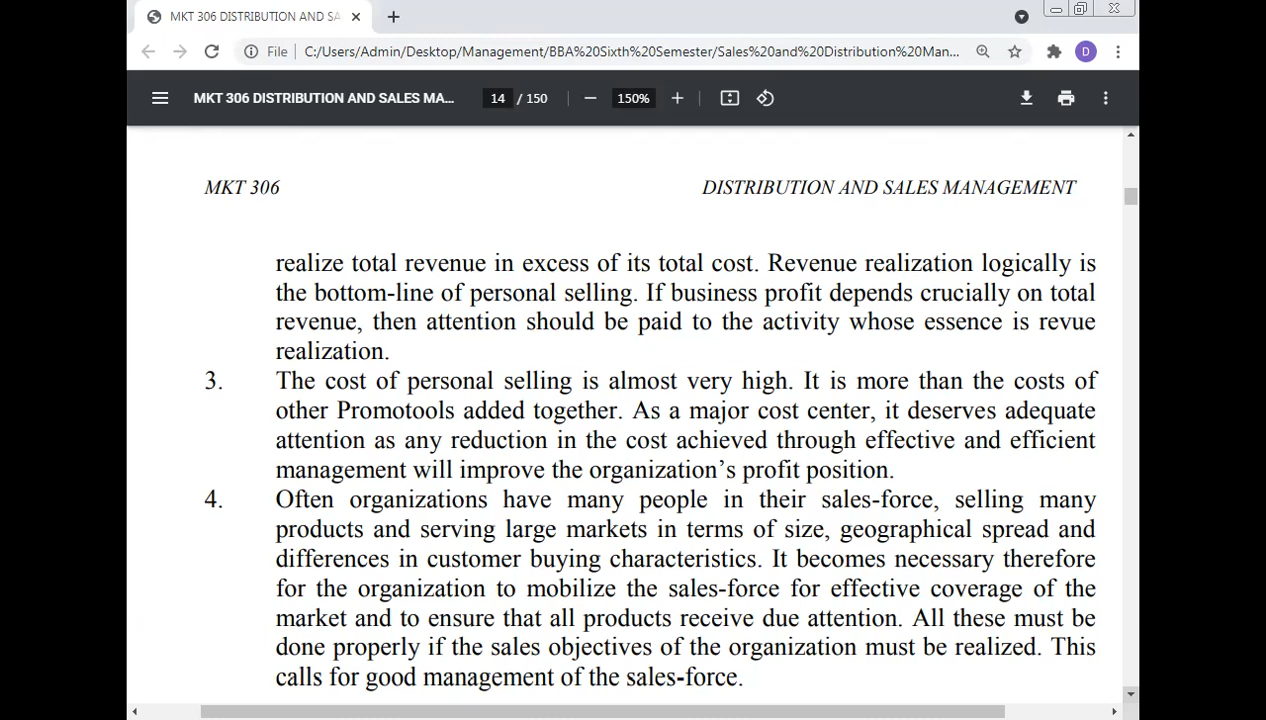 MKT 306 DISTRIBUTION AND SA
File C:/Users/Admin/Desktop/Management/BBA%20Sixth%20Semester/Sales%20and%20Distribution%20Man... D
MKT 306 DISTRIBUTION AND SALES MA... 14 / 150 150%
MKT 306 DISTRIBUTION AND SALES MANAGEMENT
realize total revenue in excess of its total cost. Revenue realization logically is
the bottom-line of personal selling. If business profit depends crucially on total
revenue, then attention should be paid to the activity whose essence is revue
realization.
3. The cost of personal selling is almost very high. It is more than the costs of
other Promotools added together. As a major cost center, it deserves adequate
attention as any reduction in the cost achieved through effective and efficient
management will improve the organization's profit position.
4. Often organizations have many people in their sales-force, selling many
products and serving large markets in terms of size, geographical spread and
differences in customer buying characteristics. It becomes necessary therefore
for the organization to mobilize the sales-force for effective coverage of the
market and to ensure that all products receive due attention. All these must be
done properly if the sales objectives of the organization must be realized. This
calls for good management of the sales-force.